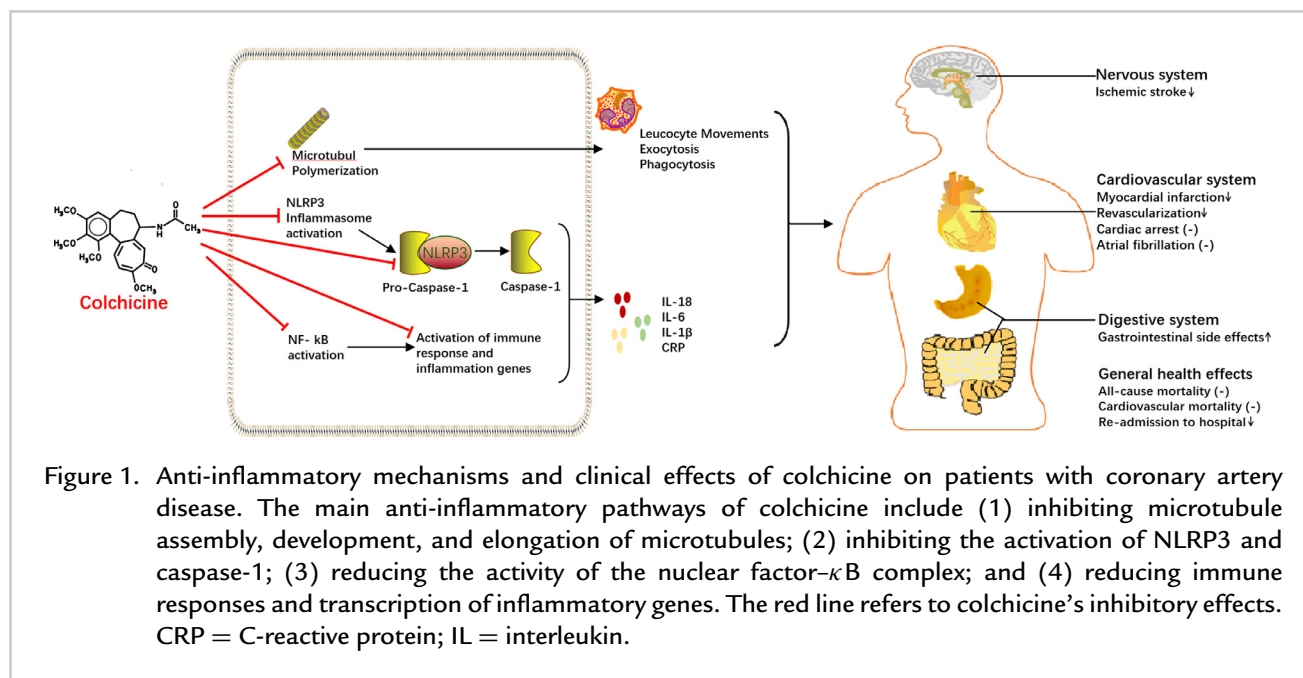 Microtubul
Polymerization
NLRP3
Inflammasome
activation
CH₃O
CH₃O
OCH₃
O
N
H
CH₃
O
OCH₃
Colchicine
NLRP3
Pro-Caspase-1
Caspase-1
NF- kB
activation
Activation of immune
response and
inflammation genes
Leucocyte Movements
Exocytosis
Phagocytosis
IL-18
IL-6
IL-1β
CRP
Nervous system
Ischemic stroke↓
Cardiovascular system
Myocardial infarction↓
Revascularization↓
Cardiac arrest (-)
Atrial fibrillation (-)
Digestive system
Gastrointestinal side effects↑
General health effects
All-cause mortality (-)
Cardiovascular mortality (-)
Re-admission to hospital↓
Figure 1. Anti-inflammatory mechanisms and clinical effects of colchicine on patients with coronary artery
disease. The main anti-inflammatory pathways of colchicine include (1) inhibiting microtubule
assembly, development, and elongation of microtubules; (2) inhibiting the activation of NLRP3 and
caspase-1; (3) reducing the activity of the nuclear factor–κB complex; and (4) reducing immune
responses and transcription of inflammatory genes. The red line refers to colchicine’s inhibitory effects.
CRP = C-reactive protein; IL = interleukin.